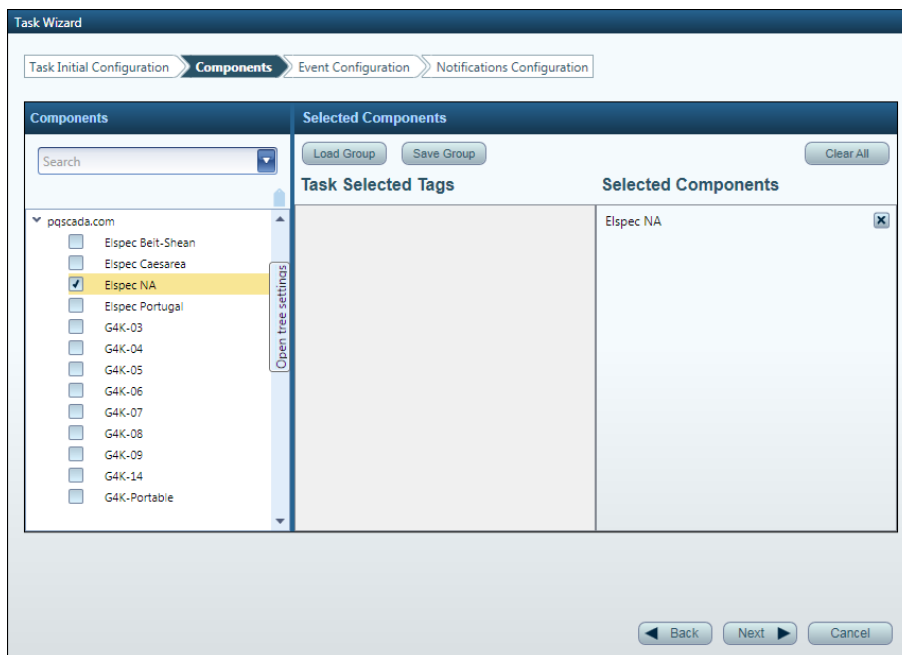 Task Wizard
Task Initial Configuration Components Event Configuration Notifications Configuration
Components
Selected Components
Search
Load Group Save Group Clear All
Task Selected Tags Selected Components
pqscada.com
Elspec Beit-Shean
Elspec Caesarea
Elspec NA
Elspec Portugal
G4K-03
G4K-04
G4K-05
G4K-06
G4K-07
G4K-08
G4K-09
G4K-14
G4K-Portable
Open tree settings
Elspec NA
Back Next Cancel